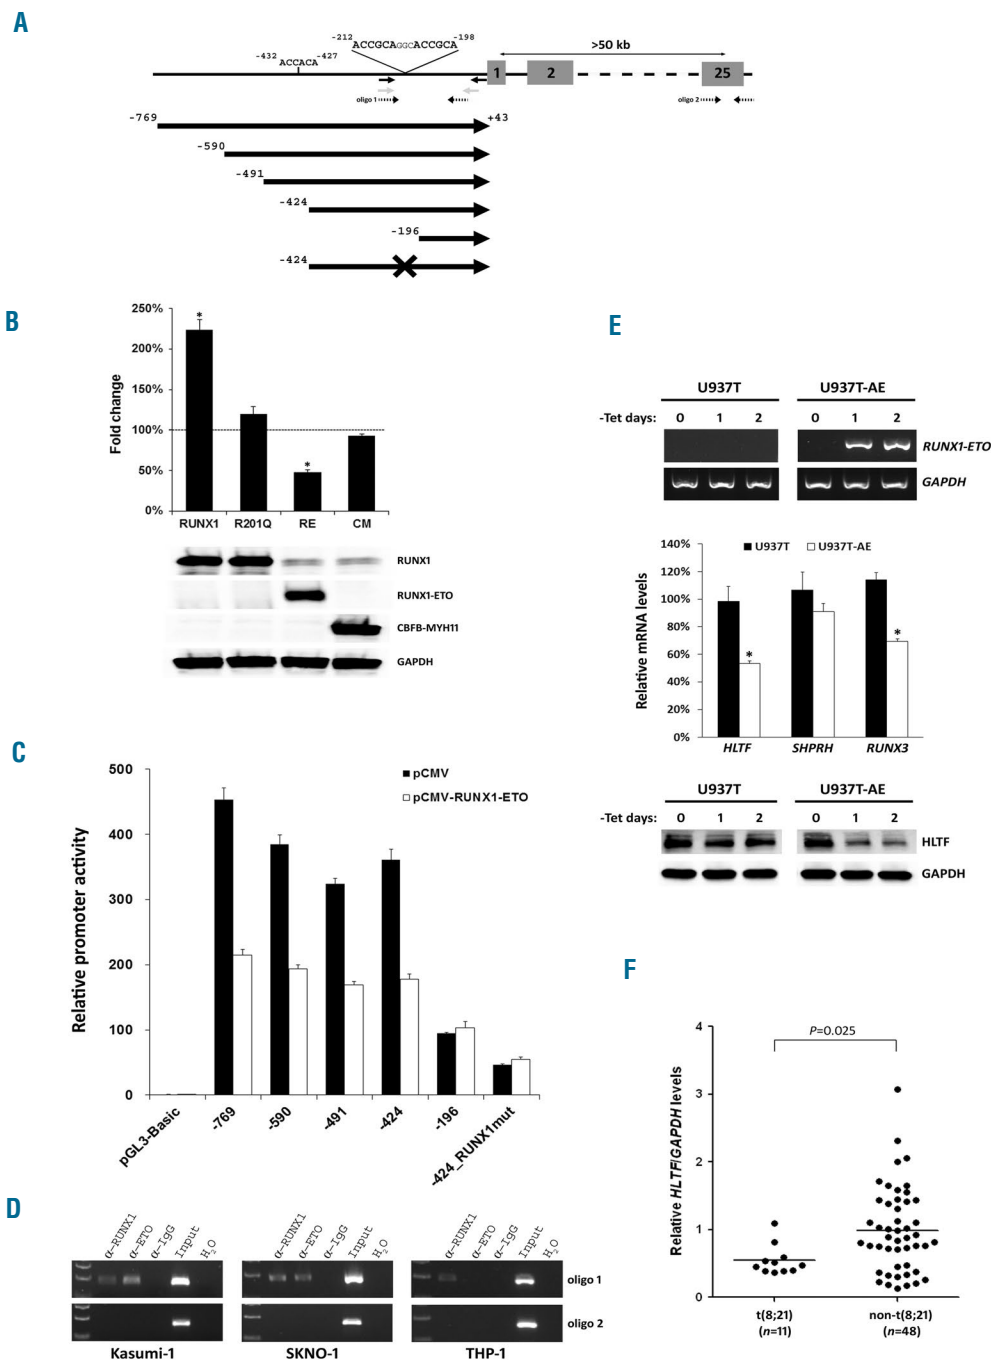 A
-212 ACCGCAGGCACCGCA -198
-432 ACCACA -427
>50 kb
1 2 25
oligo 1 oligo 2
-769 +43
-590
-491
-424
-196
-424
B
Fold change
250%
200%
150%
100%
50%
0%
* *
RUNX1 R201Q RE CM
RUNX1
RUNX1-ETO
CBFB-MYH11
GAPDH
C
Relative promoter activity
500
400
300
200
100
0
pCMV
pCMV-RUNX1-ETO
pGL3-Basic -769 -590 -491 -424 -196 -424_RUNX1mut
D
α-RUNX1 α-ETO α-IgG Input H2O
α-RUNX1 α-ETO α-IgG Input H2O
α-RUNX1 α-ETO α-IgG Input H2O
oligo 1
oligo 2
Kasumi-1 SKNO-1 THP-1
E
U937T U937T-AE
-Tet days: 0 1 2 0 1 2
RUNX1-ETO
GAPDH
Relative mRNA levels
140%
120%
100%
80%
60%
40%
20%
0%
U937T U937T-AE
* *
HLTF SHPRH RUNX3
U937T U937T-AE
-Tet days: 0 1 2 0 1 2
HLTF
GAPDH
F
Relative HLTF/GAPDH levels
4
3
2
1
0
P=0.025
t(8;21) non-t(8;21)
(n=11) (n=48)